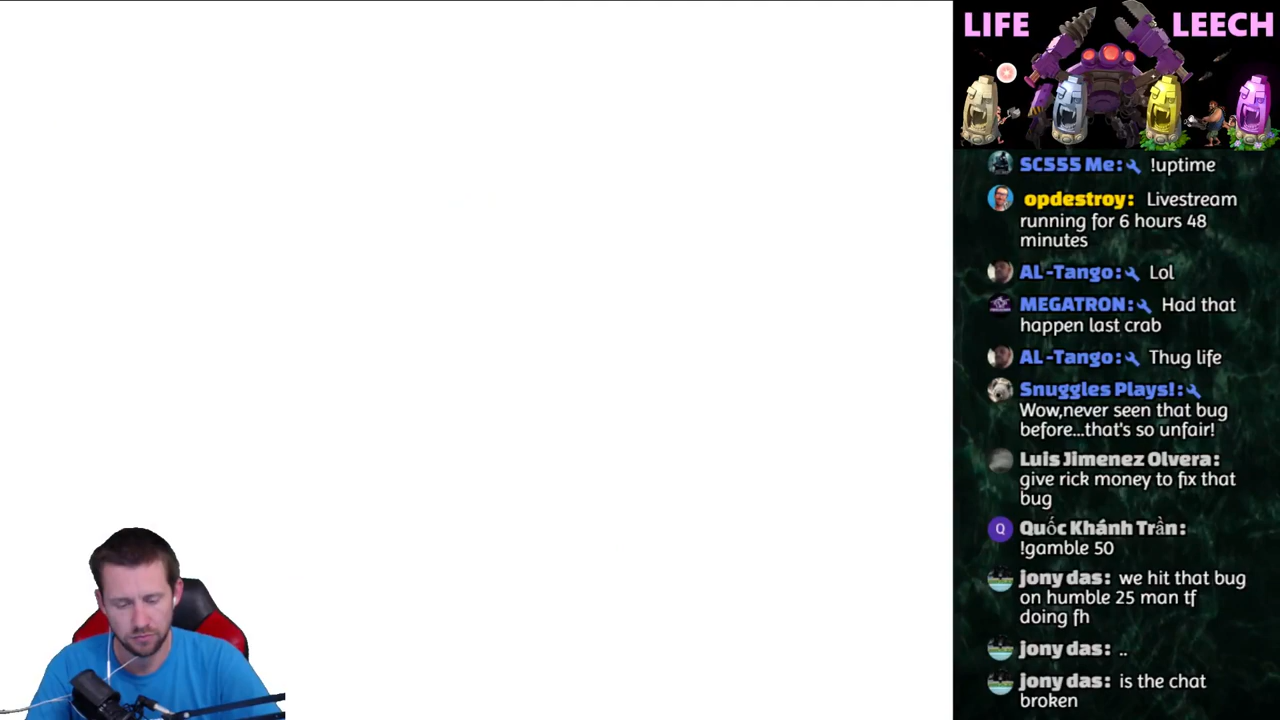 LIFE LEECH
SC555 Me: !uptime
opdestroy: Livestream
running for 6 hours 48
minutes
AL-Tango: Lol
MEGATRON: Had that
happen last crab
AL-Tango: Thug life
Snuggles Plays!:
Wow,never seen that bug
before...that's so unfair!
Luis Jimenez Olvera:
give rick money to fix that
bug
Q Quốc Khánh Trần:
!gamble 50
jony das: we hit that bug
on humble 25 man tf
doing fh
jony das: ..
jony das: is the chat
broken